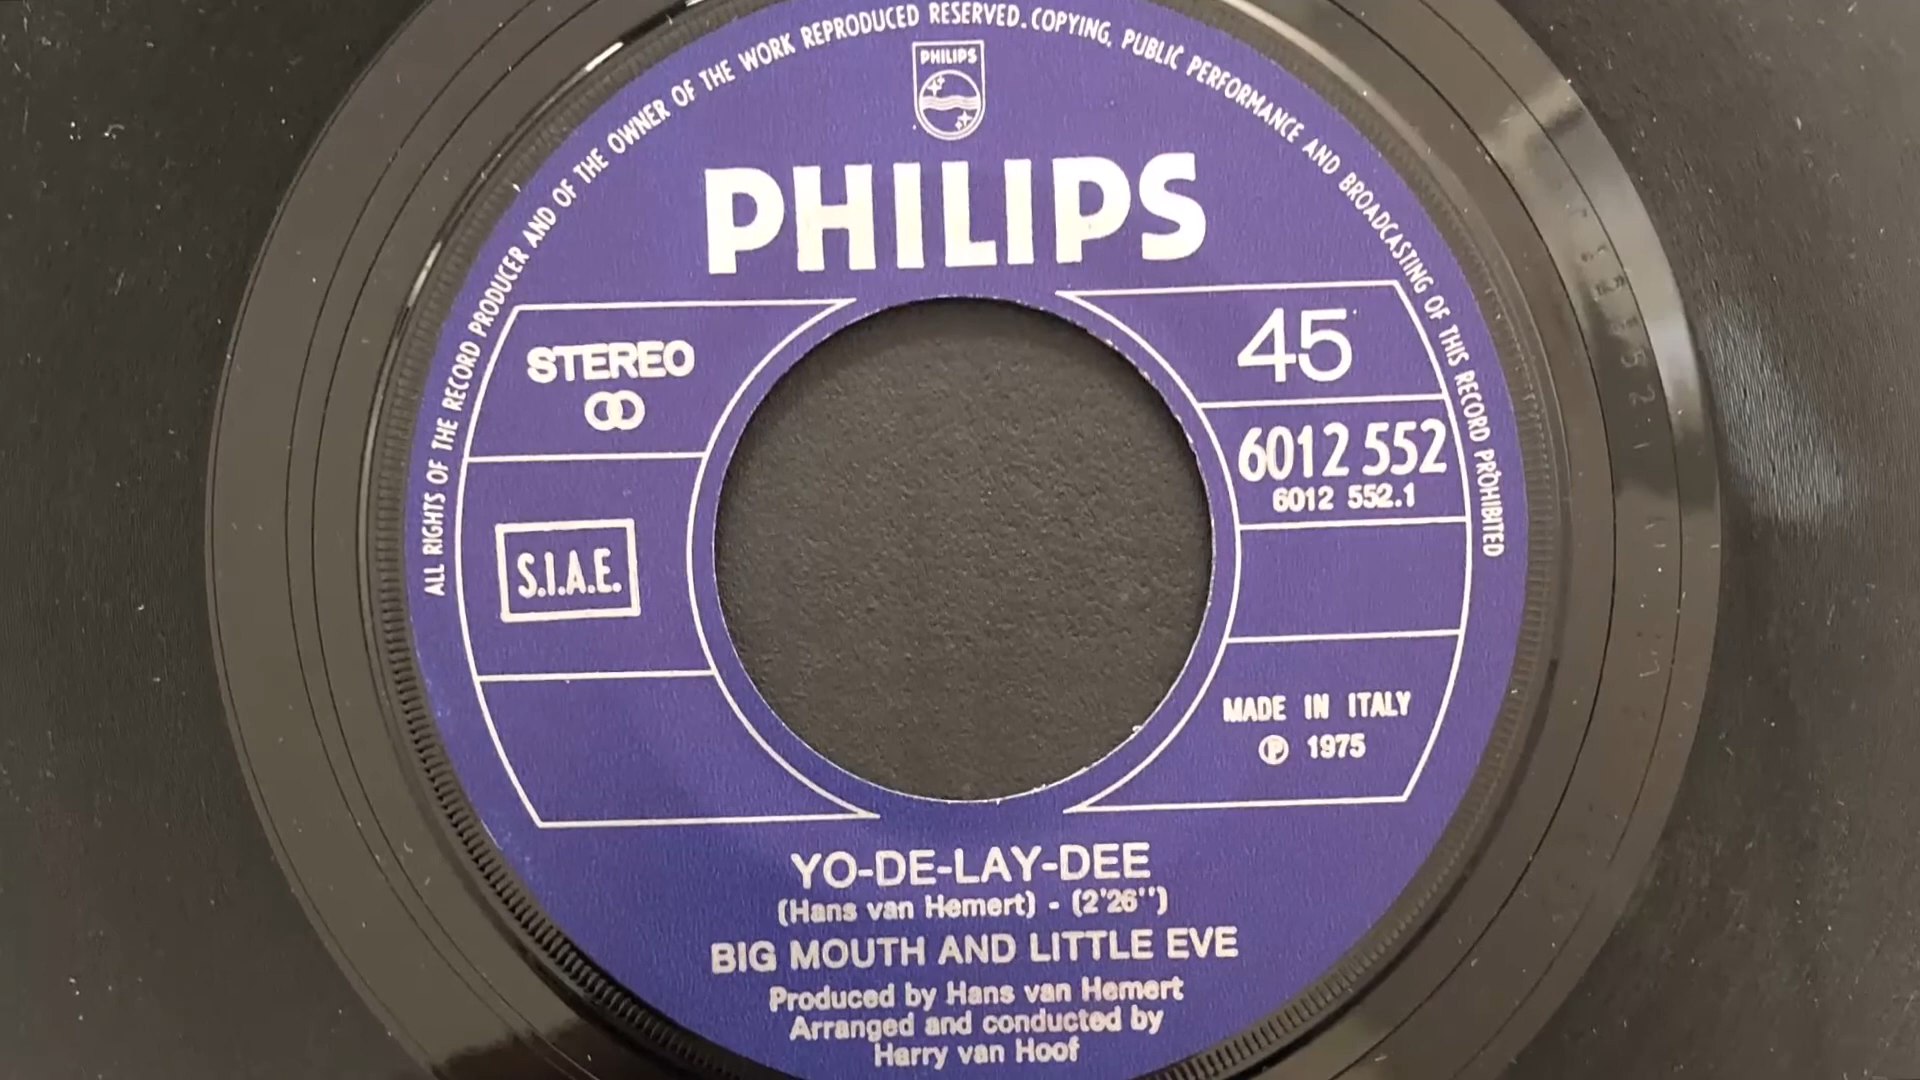 ALL RIGHTS OF THE RECORD PRODUCER AND OF THE OWNER OF THE WORK REPRODUCED RESERVED. COPYING, PUBLIC PERFORMANCE AND BROADCASTING OF THIS RECORD PROHIBITED
PHILIPS
PHILIPS
STEREO
45
6012 552
6012 552.1
S.I.A.E.
MADE IN ITALY
Ⓟ 1975
YO-DE-LAY-DEE
(Hans van Hemert) - (2'26'')
BIG MOUTH AND LITTLE EVE
Produced by Hans van Hemert
Arranged and conducted by
Harry van Hoof